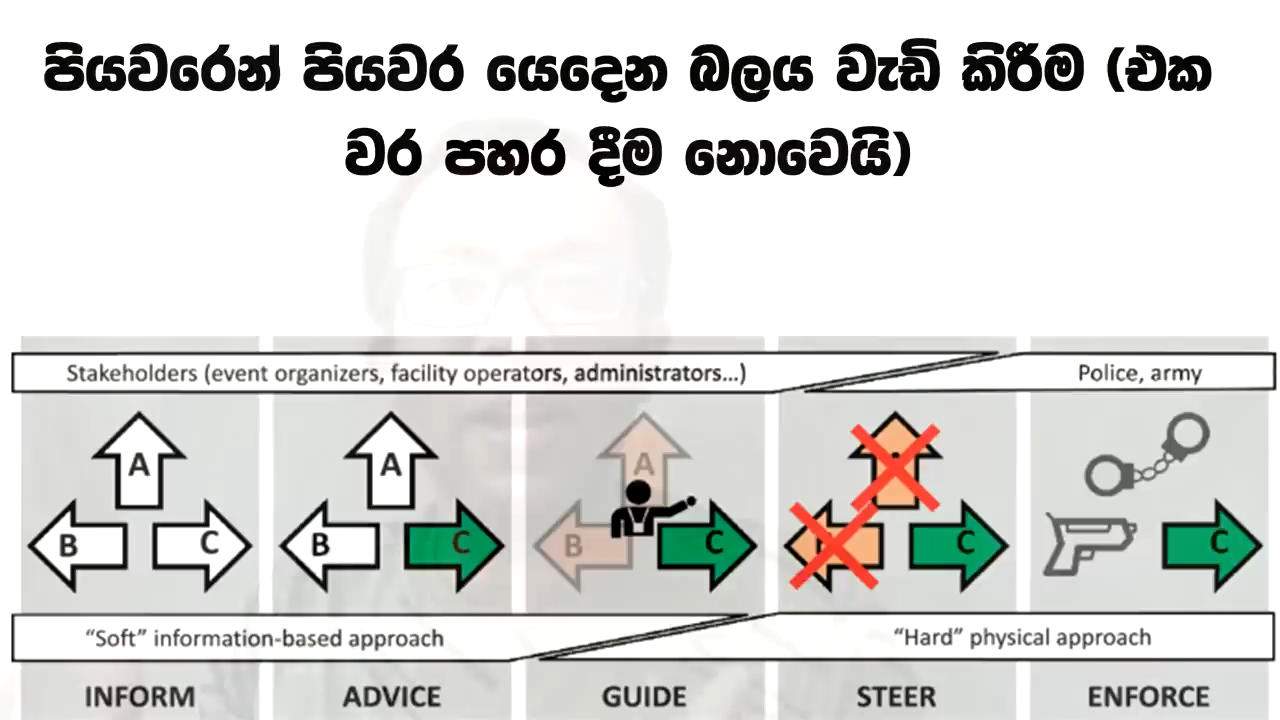 පියවරෙන් පියවර යෙදෙන බලය වැඩි කිරීම (එක
වර පහර දීම නොවෙයි)
Stakeholders (event organizers, facility operators, administrators...)
Police, army
A
A
A
B
C
B
C
B
C
C
C
“Soft” information-based approach
“Hard” physical approach
INFORM
ADVICE
GUIDE
STEER
ENFORCE